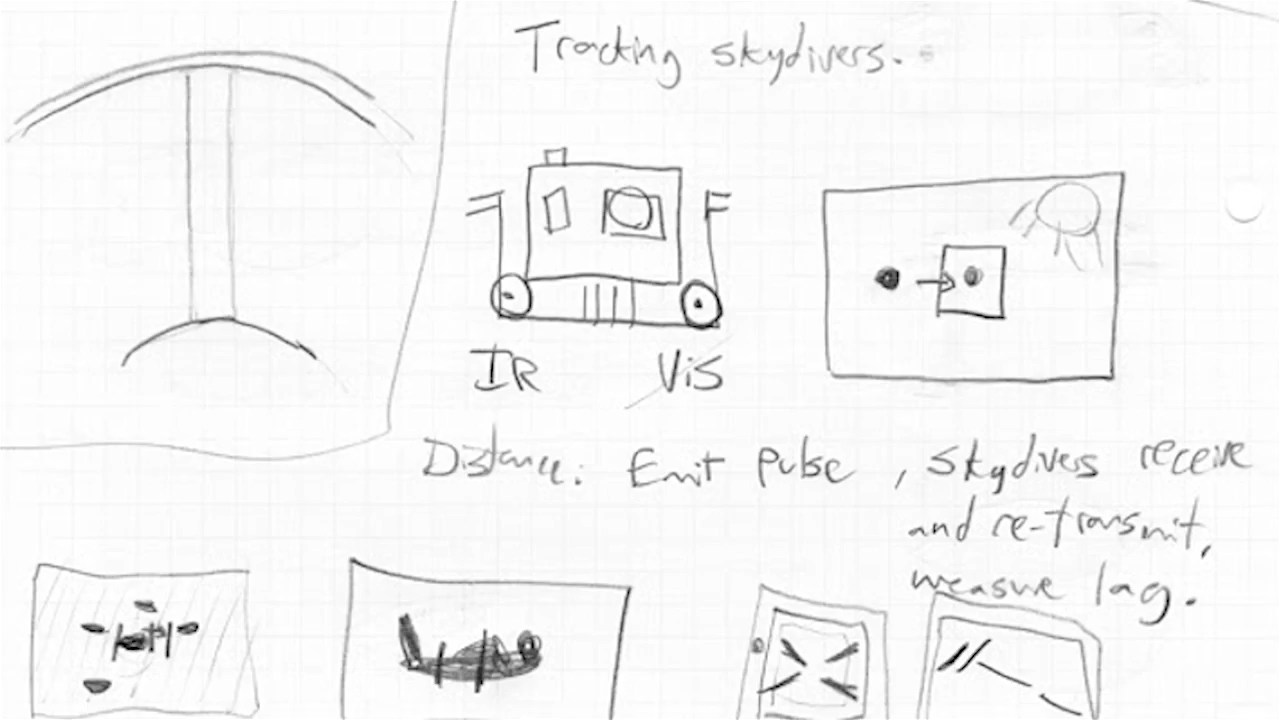 Tracking skydivers.
IR
Vis
Distance: Emit pulse, skydivers receive
and re-transmit,
measure lag.